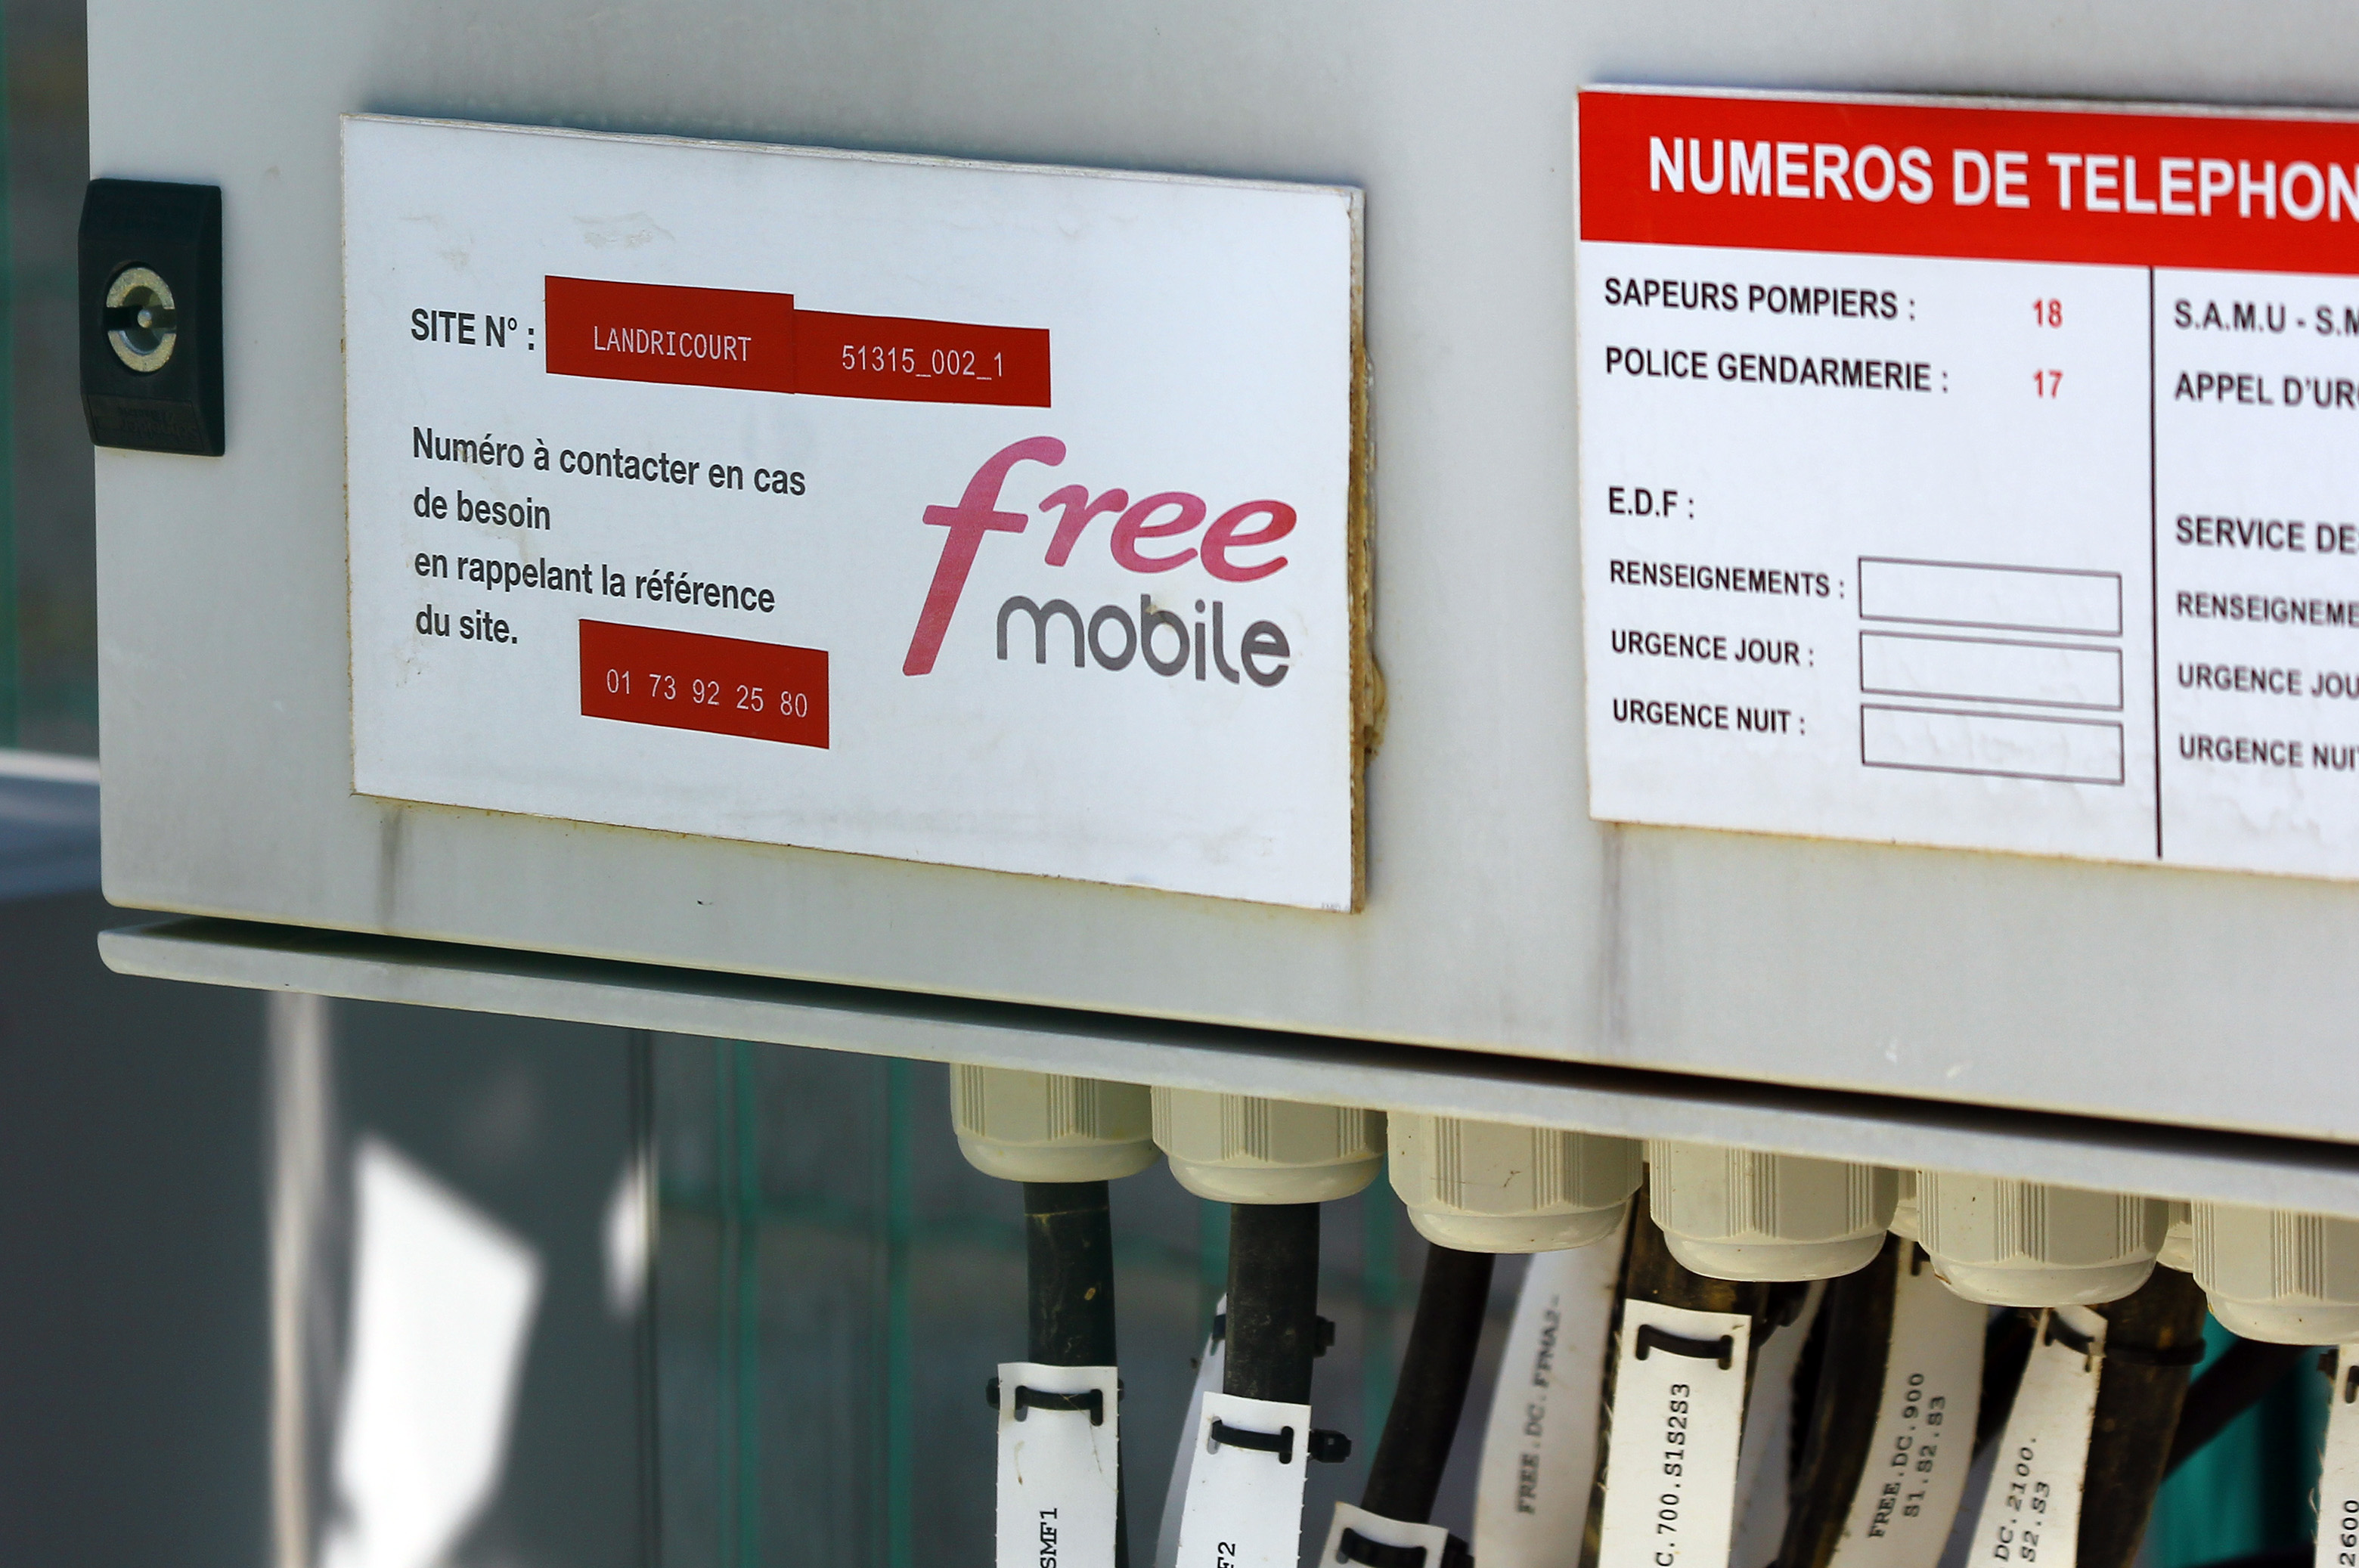 SITE N° : LANDRICOURT 51315_002_1
Numéro à contacter en cas
de besoin
en rappelant la référence
du site.
01 73 92 25 80
free
mobile
NUMEROS DE TELEPHON
SAPEURS POMPIERS : 18
POLICE GENDARMERIE : 17
E.D.F :
RENSEIGNEMENTS :
URGENCE JOUR :
URGENCE NUIT :
S.A.M.U - S.M
APPEL D'UR
SERVICE DE
RENSEIGNEME
URGENCE JOU
URGENCE NUI
SMF1
F2
FREE.DC.FFMA2-
C.700.S1S2S3
FREE.DC.900
S1.S2.S3
DC.2100.
S2.S3
2600